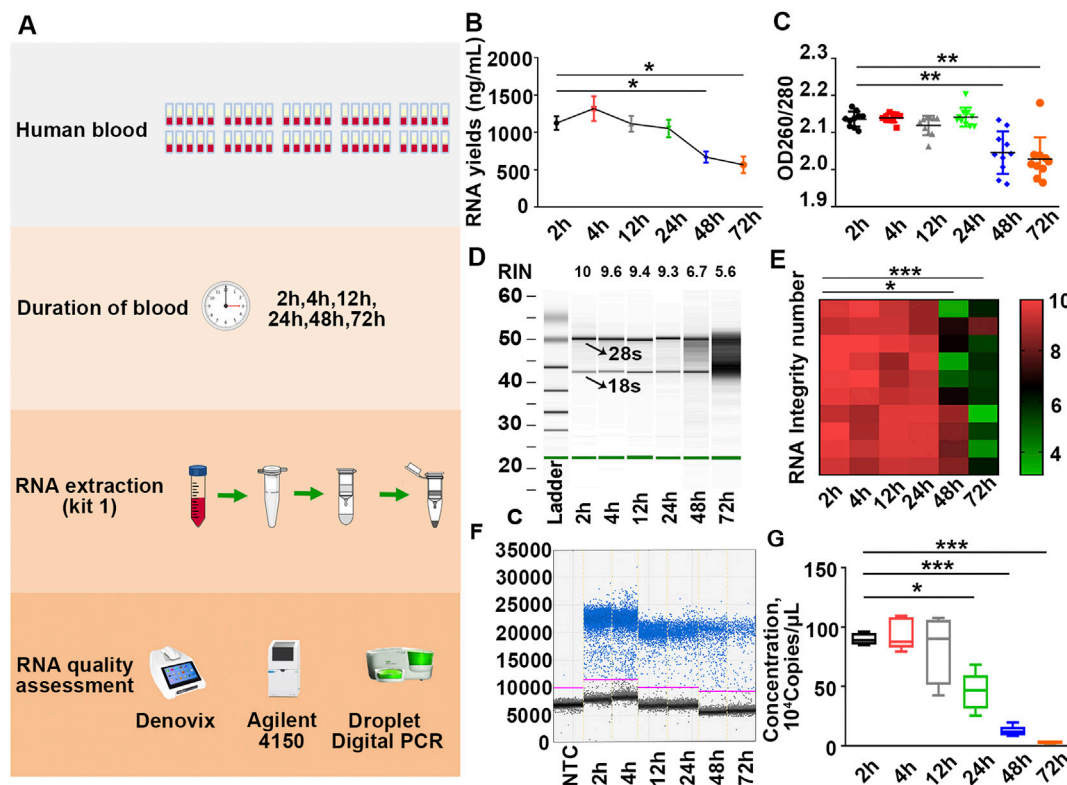 A
Human blood
Duration of blood
2h,4h,12h,
24h,48h,72h
RNA extraction
(kit 1)
RNA quality
assessment
Denovix
Agilent
4150
Droplet
Digital PCR
B
RNA yields (ng/mL)
2000
1500
1000
500
0
*
*
2h
4h
12h
24h
48h
72h
C
OD260/280
2.3
2.2
2.1
2.0
1.9
**
**
2h
4h
12h
24h
48h
72h
D
RIN
10 9.6 9.4 9.3 6.7 5.6
60
50
40
30
20
28s
18s
Ladder
2h
4h
12h
24h
48h
72h
C
E
RNA Integrity number
***
*
10
8
6
4
2h
4h
12h
24h
48h
72h
F
35000
30000
25000
20000
15000
10000
5000
0
NTC
2h
4h
12h
24h
48h
72h
G
Concentration,
10⁴Copies/µL
150
100
50
0
***
***
*
2h
4h
12h
24h
48h
72h